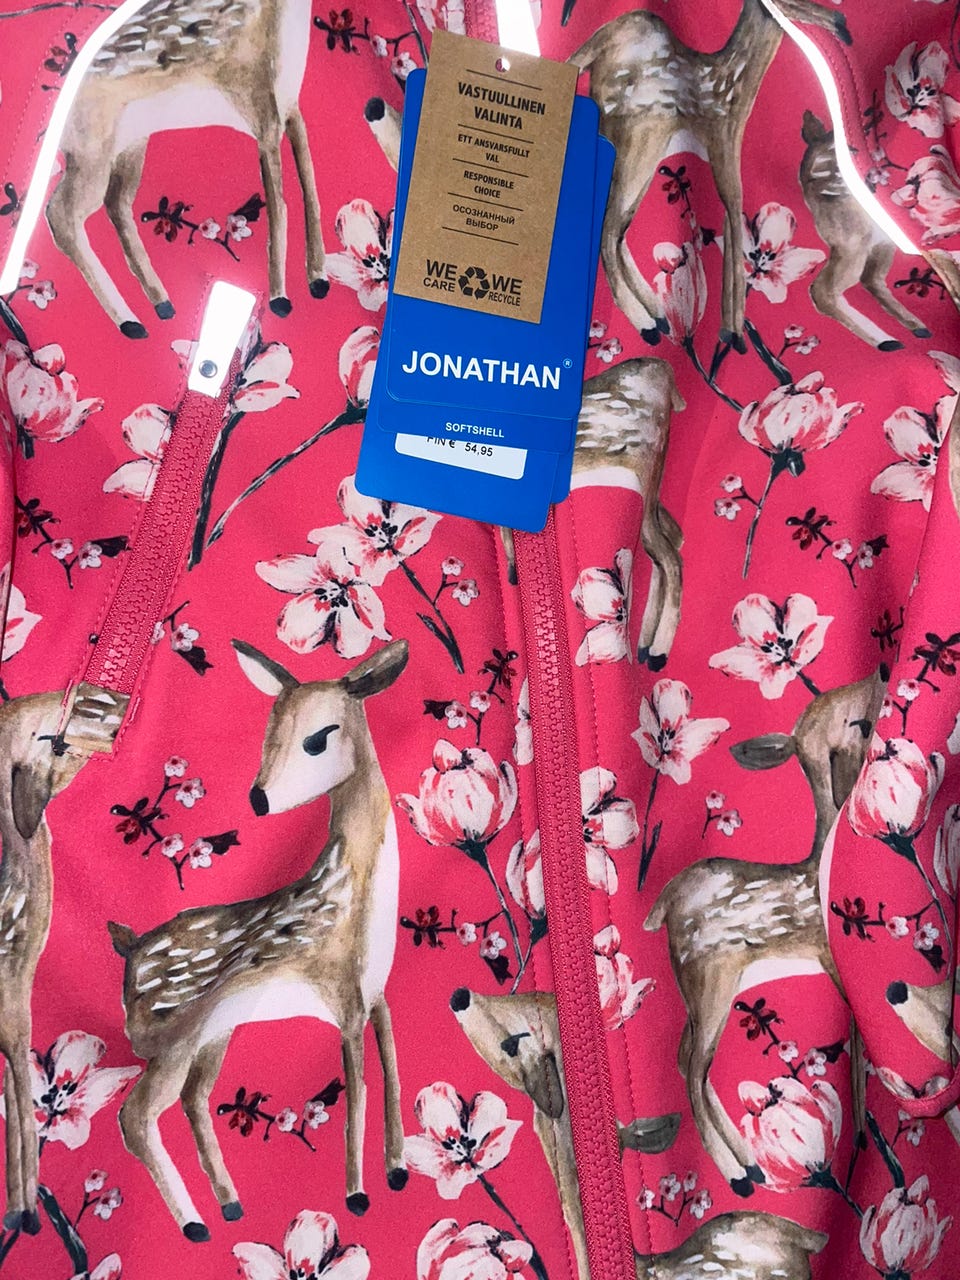 VASTUULLINEN
VALINTA
ETT ANSVARSFULLT
VAL
RESPONSIBLE
CHOICE
ОСОЗНАННЫЙ
ВЫБОР
WE WE
CARE RECYCLE
JONATHAN®
SOFTSHELL
FIN € 54,95